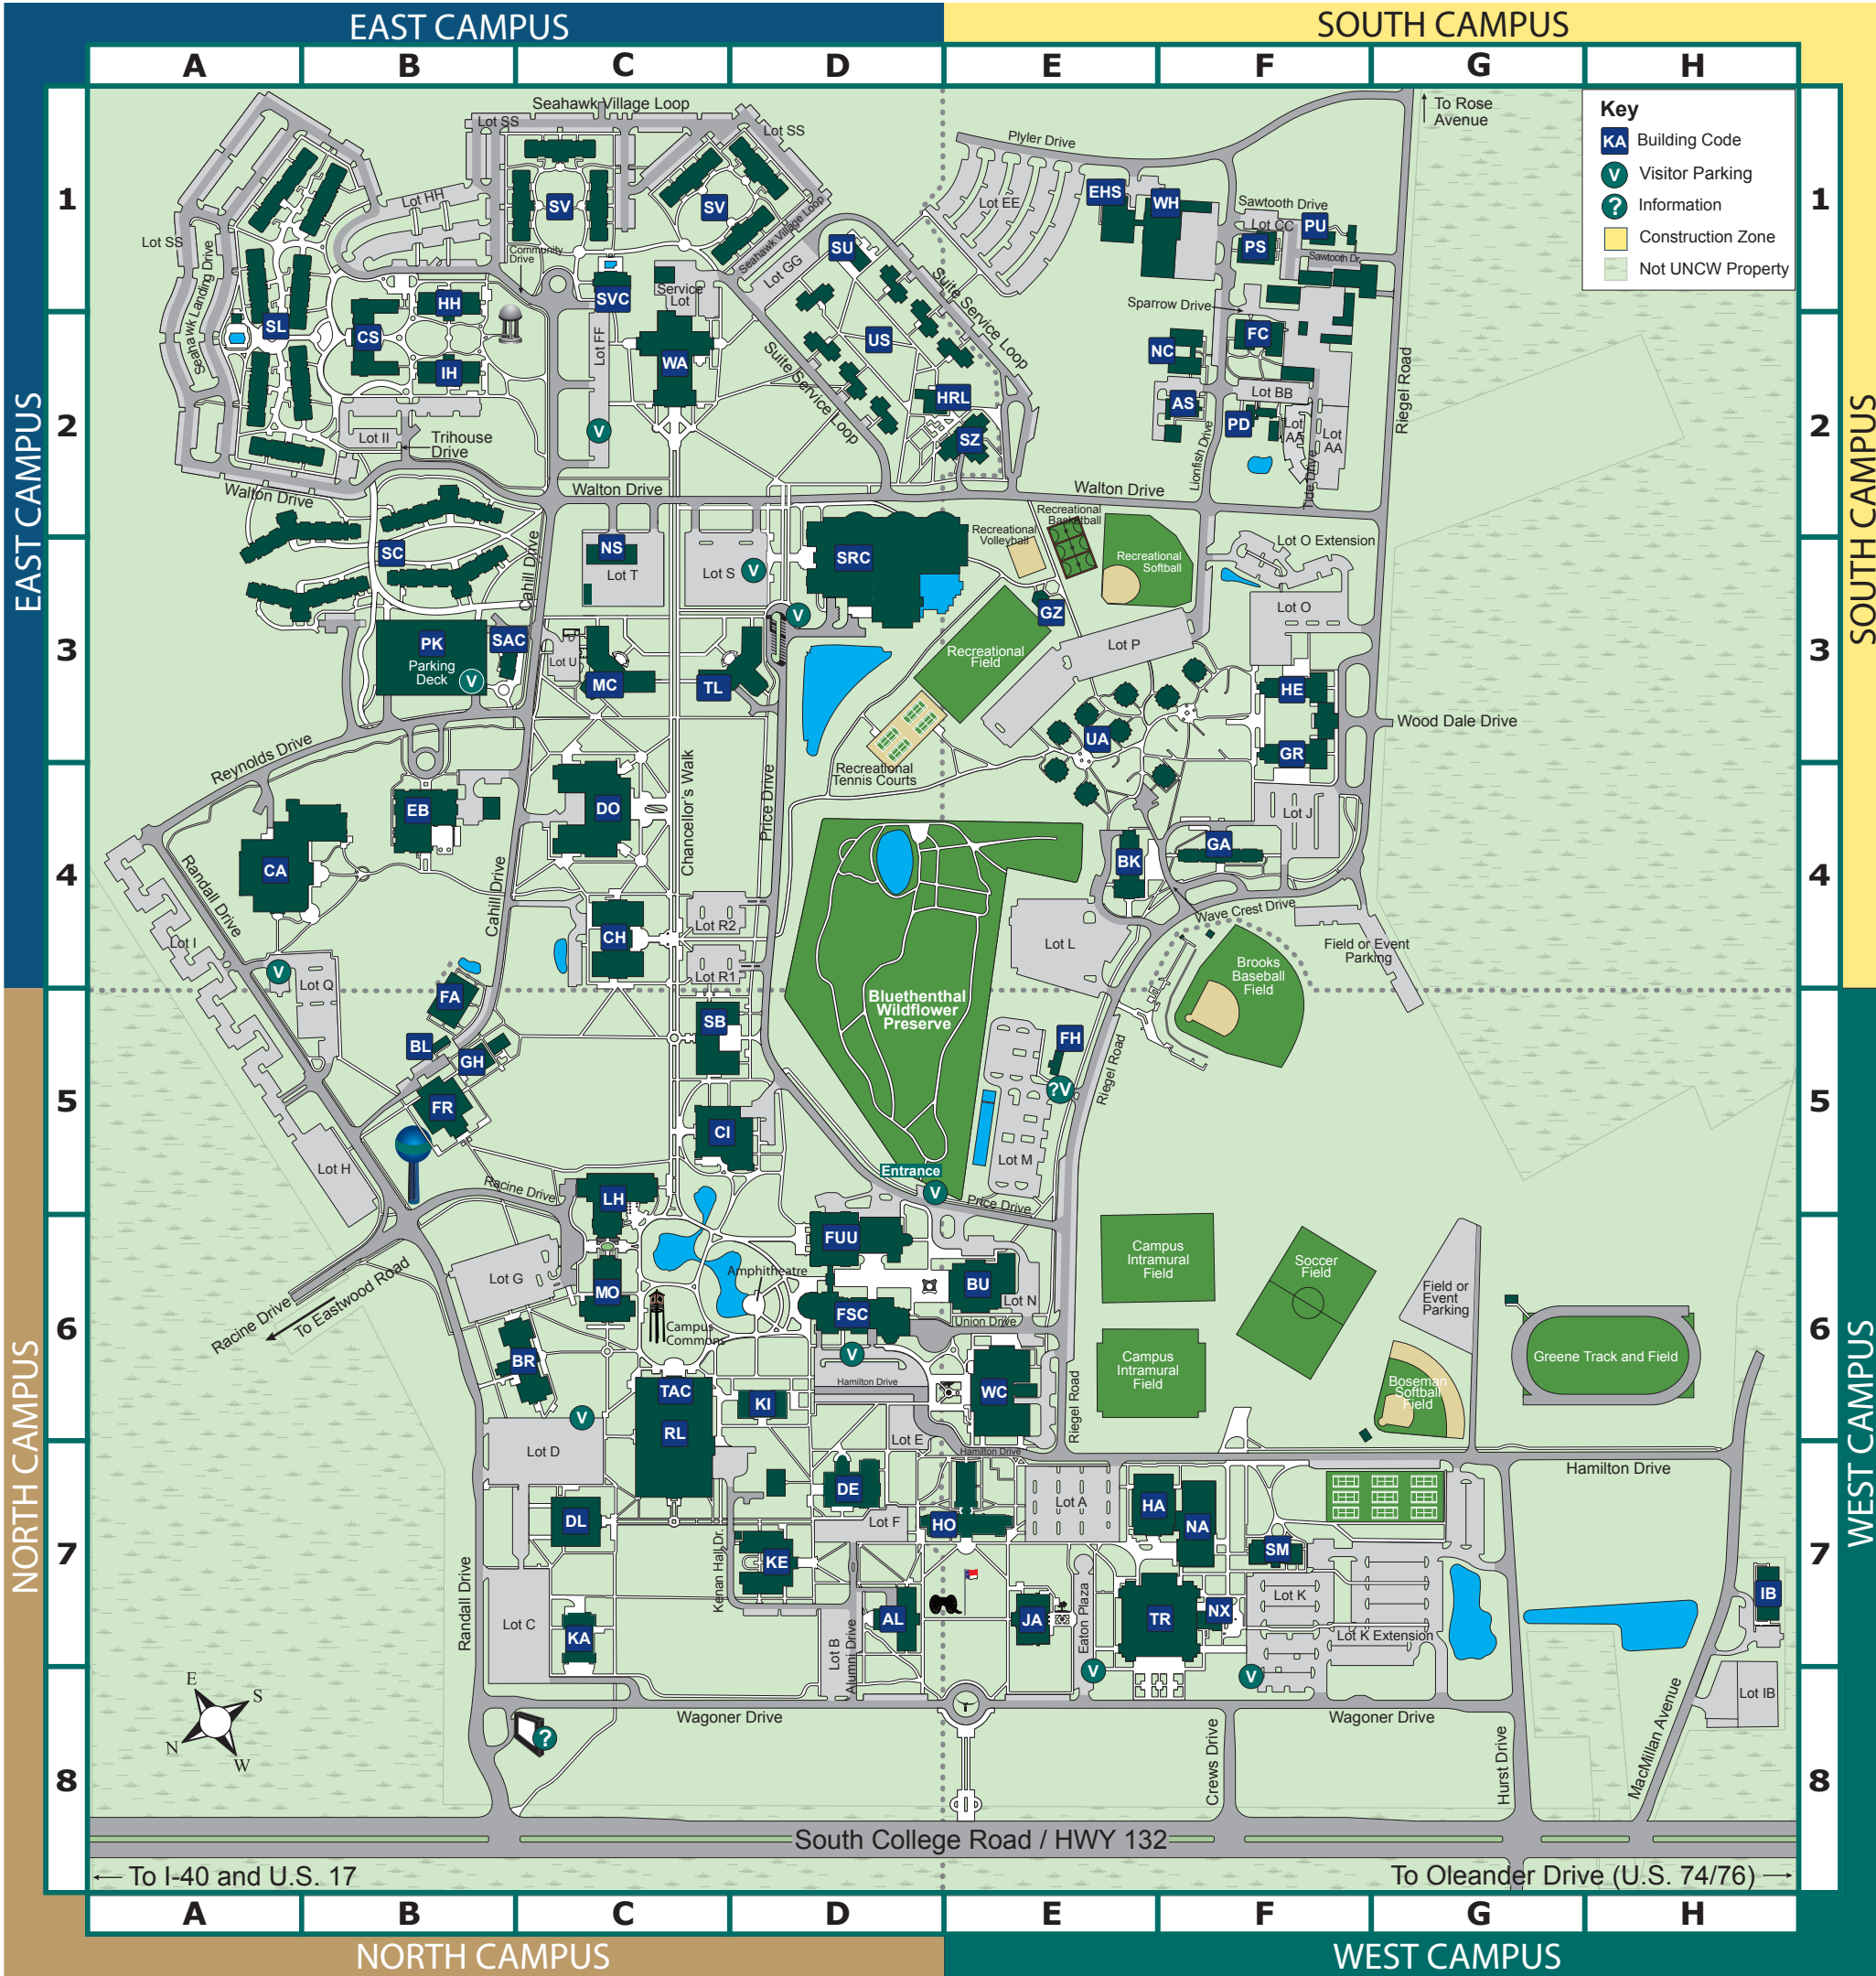 EAST CAMPUS
SOUTH CAMPUS
A
B
C
D
E
F
G
H
EAST CAMPUS
SOUTH CAMPUS
NORTH CAMPUS
WEST CAMPUS
1
2
3
4
5
6
7
8
1
2
3
4
5
6
7
8
Key
KA Building Code
V Visitor Parking
? Information
Construction Zone
Not UNCW Property
Seahawk Village Loop
Lot SS
Lot SS
Plyler Drive
To Rose
Avenue
Lot HH
SV
SV
Lot EE
EHS
WH
Sawtooth Drive
Lot CC
PU
PS
Sawtooth Dr.
Lot SS
Seahawk Landing Drive
Community
Drive
Seahawk Village Loop
Lot GG
SU
Suite Service Loop
SVC
Service
Lot
HH
Sparrow Drive
SL
CS
IH
Lot FF
WA
US
Suite Service Loop
NC
FC
Riegel Road
HRL
Lot BB
AS
PD
Lot
AA
Lot
AA
V
SZ
Lot II
Trihouse
Drive
Lionfish Drive
Tide Drive
Walton Drive
Walton Drive
Walton Drive
Recreational
Basketball
Recreational
Volleyball
Recreational
Softball
Lot O Extension
SC
Cahill Drive
NS
Lot T
Lot S
V
SRC
V
GZ
Lot O
PK
Parking
Deck
V
SAC
Lot U
MC
TL
Recreational
Field
Lot P
HE
UA
GR
Wood Dale Drive
Reynolds Drive
Recreational
Tennis Courts
Chancellor's Walk
Price Drive
EB
DO
Lot J
CA
Randall Drive
Cahill Drive
BK
GA
Wave Crest Drive
Lot I
CH
Lot R2
Lot R1
Lot L
Field or Event
Parking
Brooks
Baseball
Field
V
Lot Q
FA
Bluethenthal
Wildflower
Preserve
SB
BL
GH
FH
?V
Riegel Road
FR
CI
Lot H
Lot M
Entrance
V
Price Drive
Racine Drive
LH
FUU
Campus
Intramural
Field
Soccer
Field
Lot G
MO
Amphitheatre
BU
Lot N
Field or
Event
Parking
Racine Drive
To Eastwood Road
Campus
Commons
FSC
Union Drive
BR
V
Campus
Intramural
Field
Greene Track and Field
Hamilton Drive
TAC
KI
WC
Boseman
Softball
Field
V
RL
Riegel Road
Lot E
Hamilton Drive
Lot D
Hamilton Drive
DE
Lot A
HA
DL
Lot F
HO
NA
Kenan Hall Dr.
KE
SM
Randall Drive
Lot C
KA
AL
JA
Eaton Plaza
TR
NX
Lot K
Lot K Extension
IB
Lot B
Alumni Drive
V
V
Lot IB
E
S
N
W
Wagoner Drive
Wagoner Drive
?
Crews Drive
Hurst Drive
MacMillan Avenue
South College Road / HWY 132
To I-40 and U.S. 17
To Oleander Drive (U.S. 74/76)
A
B
C
D
E
F
G
H
NORTH CAMPUS
WEST CAMPUS